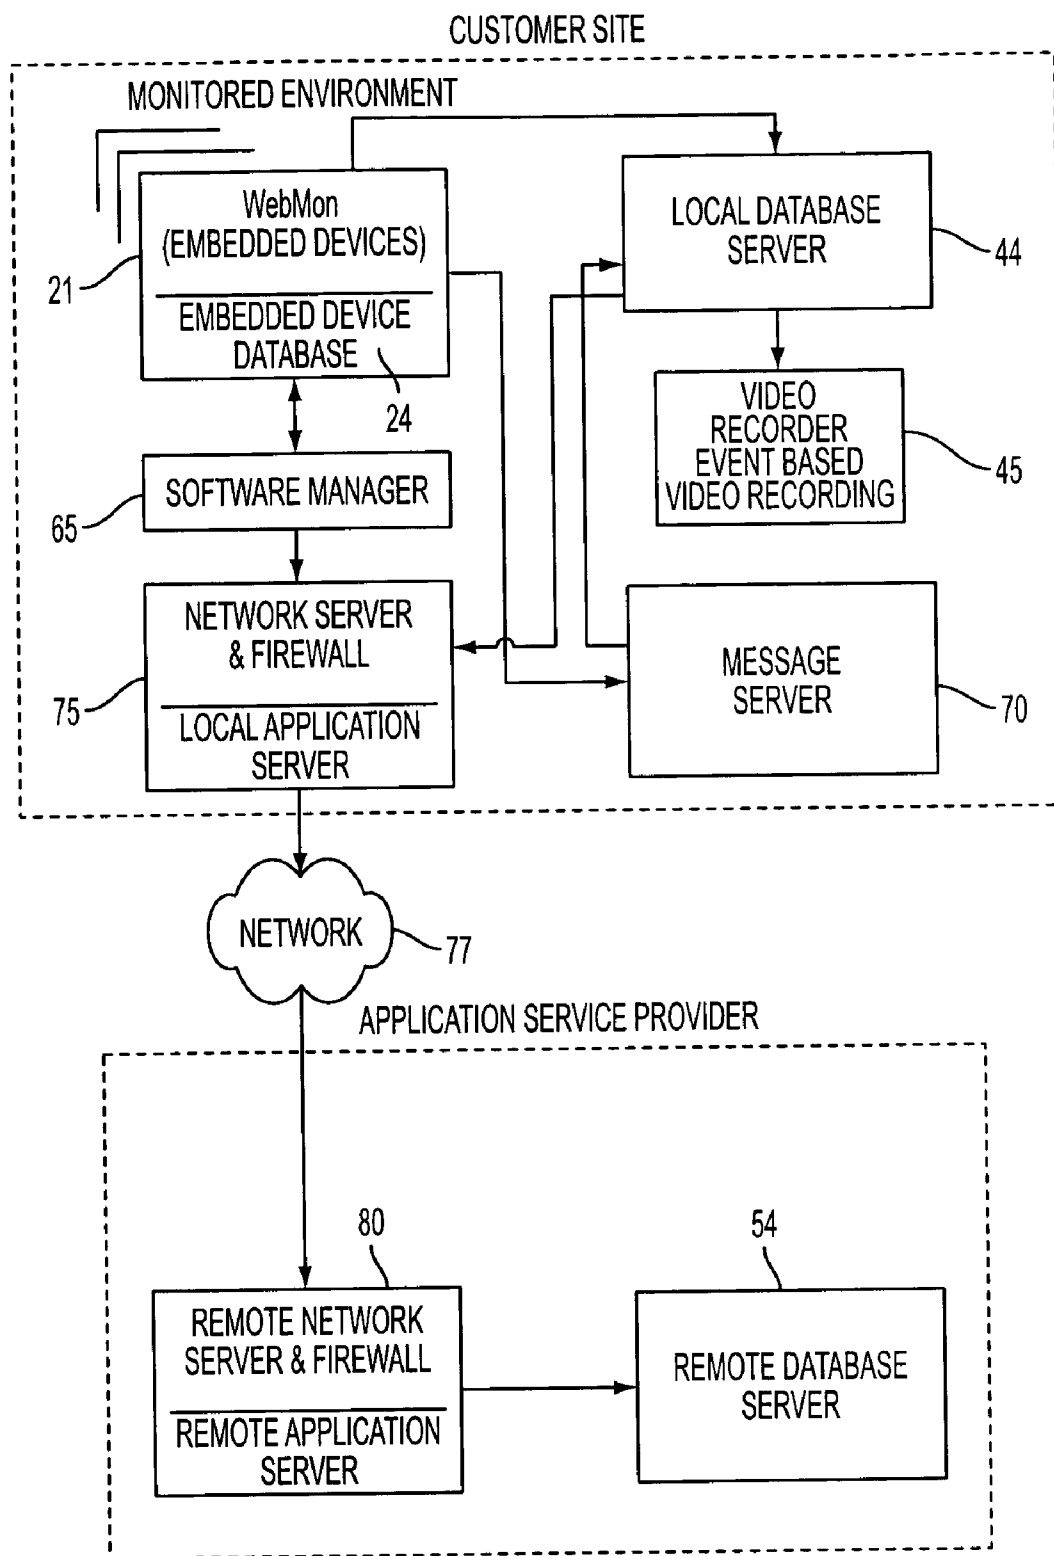 CUSTOMER SITE
MONITORED ENVIRONMENT
WebMon
(EMBEDDED DEVICES)
EMBEDDED DEVICE
DATABASE
21
24
LOCAL DATABASE
SERVER
44
VIDEO
RECORDER
EVENT BASED
VIDEO RECORDING
45
SOFTWARE MANAGER
65
NETWORK SERVER
& FIREWALL
LOCAL APPLICATION
SERVER
75
MESSAGE
SERVER
70
NETWORK
77
APPLICATION SERVICE PROVIDER
80
REMOTE NETWORK
SERVER & FIREWALL
REMOTE APPLICATION
SERVER
54
REMOTE DATABASE
SERVER